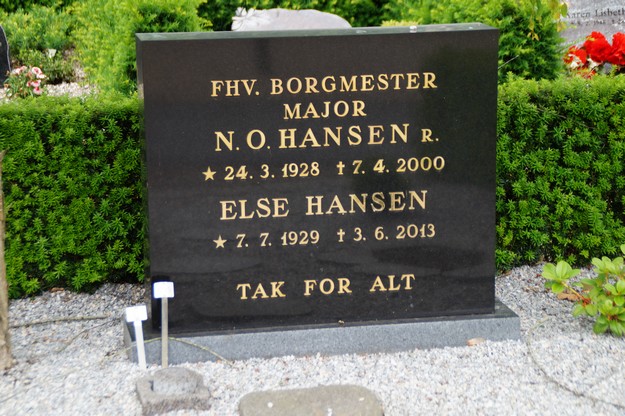 FHV. BORGMESTER
MAJOR
N. O. HANSEN R.
★ 24. 3. 1928 ✝ 7. 4. 2000
ELSE HANSEN
★ 7. 7. 1929 ✝ 3. 6. 2013
TAK FOR ALT